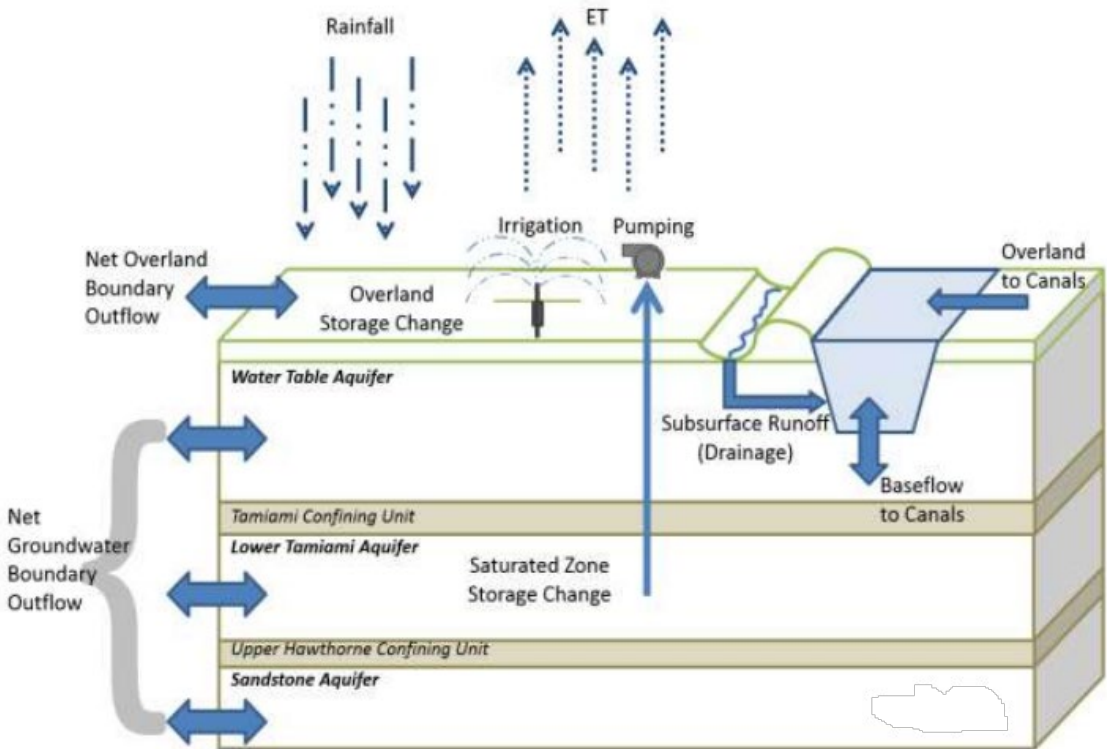 Rainfall
ET
Irrigation
Pumping
Net Overland
Boundary
Outflow
Overland
Storage Change
Overland
to Canals
Water Table Aquifer
Subsurface Runoff
(Drainage)
Baseflow
to Canals
Tamiami Confining Unit
Lower Tamiami Aquifer
Net
Groundwater
Boundary
Outflow
Saturated Zone
Storage Change
Upper Hawthorne Confining Unit
Sandstone Aquifer